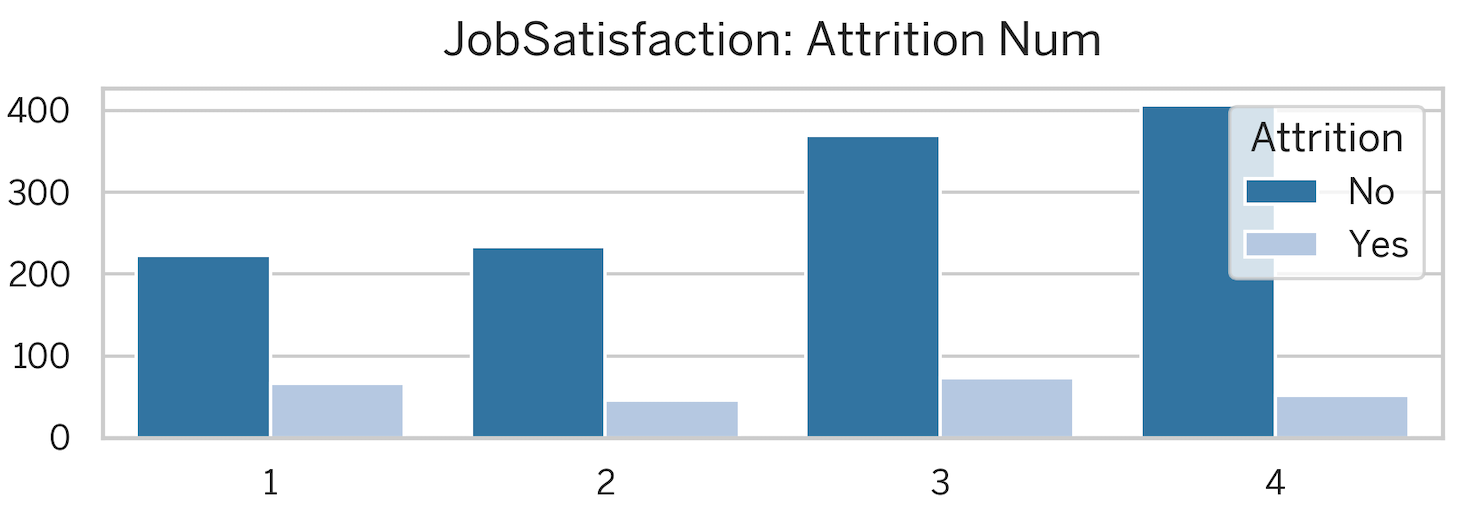 JobSatisfaction: Attrition Num
400
300
200
100
0
Attrition
No
Yes
1 2 3 4